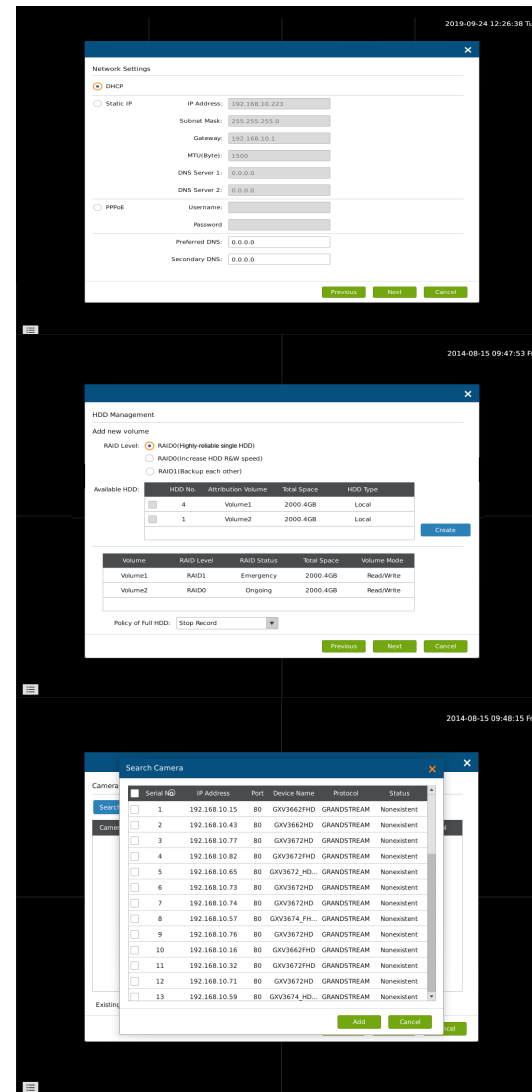 2019-09-24 12:26:38 Tu
Network Settings
DHCP
Static IP IP Address: 192.168.10.223
Subnet Mask: 255.255.255.0
Gateway: 192.168.10.1
MTU(Byte): 1500
DNS Server 1: 0.0.0.0
DNS Server 2: 0.0.0.0
PPPoE Username:
Password
Preferred DNS: 0.0.0.0
Secondary DNS: 0.0.0.0
Previous Next Cancel
2014-08-15 09:47:53 Fr
HDD Management
Add new volume
RAID Level: RAID0(Highly-reliable single HDD)
RAID0(Increase HDD R&W speed)
RAID1(Backup each other)
Available HDD: HDD No. Attribution Volume Total Space HDD Type
4 Volume1 2000.4GB Local
1 Volume2 2000.4GB Local
Create
Volume RAID Level RAID Status Total Space Volume Mode
Volume1 RAID1 Emergency 2000.4GB Read/Write
Volume2 RAID0 Ongoing 2000.4GB Read/Write
Policy of Full HDD: Stop Record
Previous Next Cancel
2014-08-15 09:48:15 Fr
Search Camera
Camera
Search
Serial No IP Address Port Device Name Protocol Status
1 192.168.10.15 80 GXV3662FHD GRANDSTREAM Nonexistent
Came
2 192.168.10.43 80 GXV3662HD GRANDSTREAM Nonexistent
3 192.168.10.77 80 GXV3672HD GRANDSTREAM Nonexistent
4 192.168.10.82 80 GXV3672FHD GRANDSTREAM Nonexistent
5 192.168.10.65 80 GXV3672_HD... GRANDSTREAM Nonexistent
6 192.168.10.73 80 GXV3672HD GRANDSTREAM Nonexistent
7 192.168.10.74 80 GXV3672HD GRANDSTREAM Nonexistent
8 192.168.10.57 80 GXV3674_FH... GRANDSTREAM Nonexistent
9 192.168.10.76 80 GXV3672HD GRANDSTREAM Nonexistent
10 192.168.10.16 80 GXV3662FHD GRANDSTREAM Nonexistent
11 192.168.10.32 80 GXV3672FHD GRANDSTREAM Nonexistent
12 192.168.10.71 80 GXV3672HD GRANDSTREAM Nonexistent
13 192.168.10.59 80 GXV3674_HD... GRANDSTREAM Nonexistent
Existing
Add Cancel
ncel